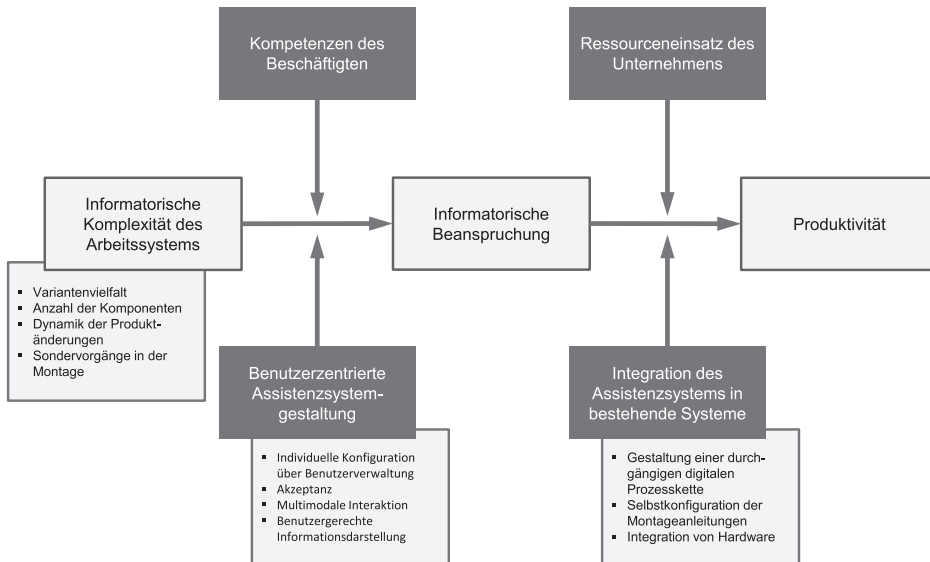 Kompetenzen des
Beschäftigten
Ressourceneinsatz des
Unternehmens
Informatorische
Komplexität des
Arbeitssystems
Informatorische
Beanspruchung
Produktivität
▪ Variantenvielfalt
▪ Anzahl der Komponenten
▪ Dynamik der Produkt-
änderungen
▪ Sondervorgänge in der
Montage
Benutzerzentrierte
Assistenzsystem-
gestaltung
▪ Individuelle Konfiguration
über Benutzerverwaltung
▪ Akzeptanz
▪ Multimodale Interaktion
▪ Benutzergerechte
Informationsdarstellung
Integration des
Assistenzsystems in
bestehende Systeme
▪ Gestaltung einer durch-
gängigen digitalen
Prozesskette
▪ Selbstkonfiguration der
Montageanleitungen
▪ Integration von Hardware